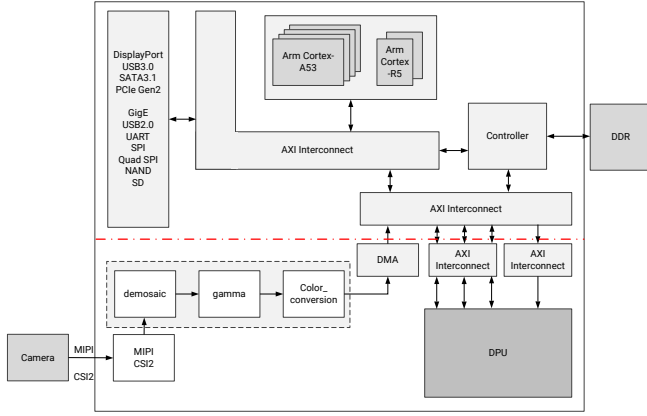 DisplayPort
USB3.0
SATA3.1
PCIe Gen2
GigE
USB2.0
UART
SPI
Quad SPI
NAND
SD
Arm Cortex-
A53
Arm
Cortex
-R5
AXI Interconnect
Controller
DDR
AXI Interconnect
DMA
AXI
Interconnect
AXI
Interconnect
demosaic
gamma
Color_
conversion
Camera
MIPI
CSI2
MIPI
CSI2
DPU